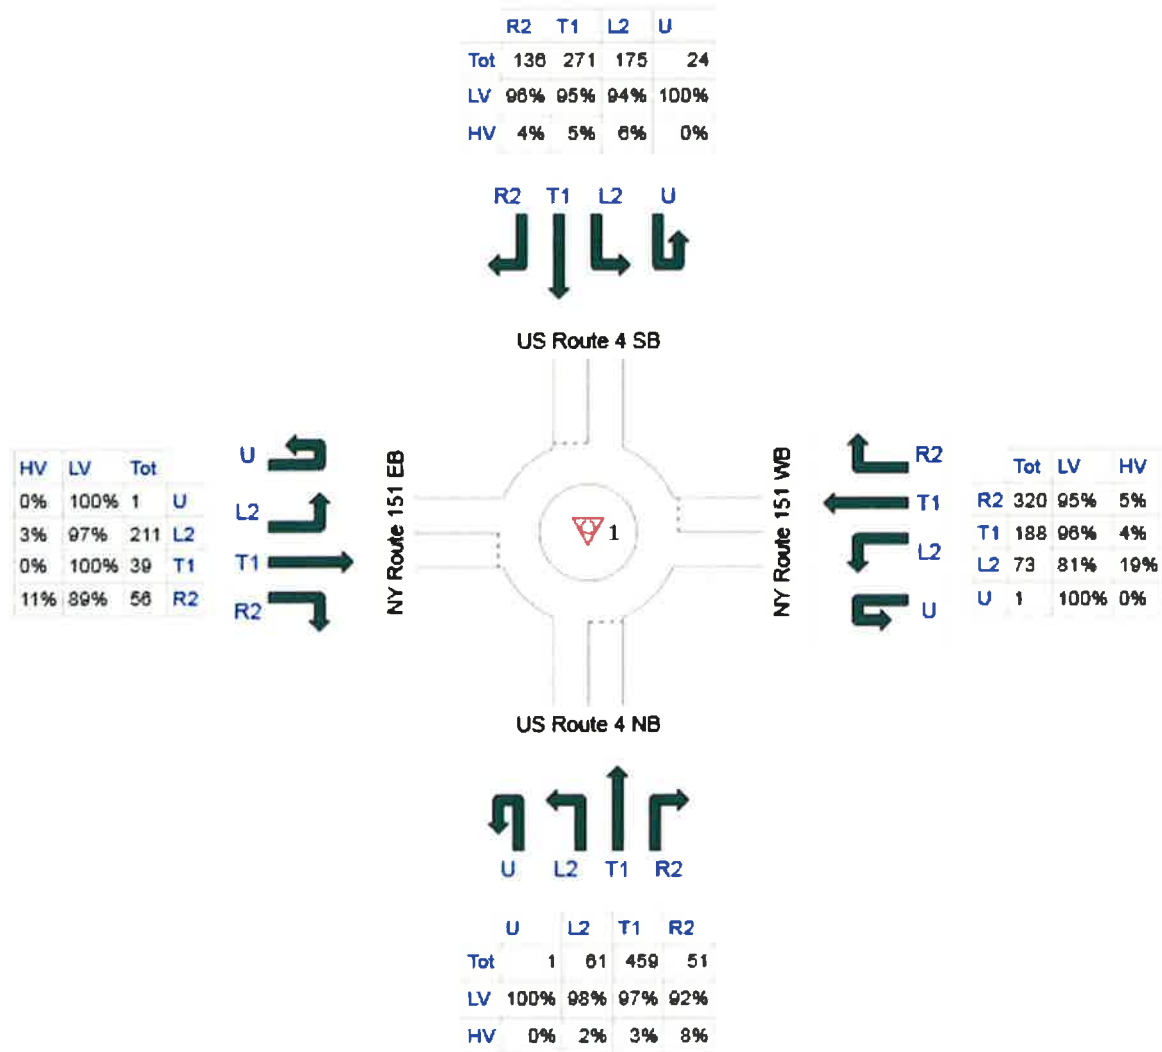 R2 T1 L2 U
Tot 136 271 175 24
LV 96% 95% 94% 100%
HV 4% 5% 6% 0%
R2 T1 L2 U
US Route 4 SB
HV LV Tot
0% 100% 1 U
3% 97% 211 L2
0% 100% 39 T1
11% 89% 56 R2
U
L2
T1
R2
NY Route 151 EB
1
NY Route 151 WB
R2
T1
L2
U
Tot LV HV
R2 320 95% 5%
T1 188 96% 4%
L2 73 81% 19%
U 1 100% 0%
US Route 4 NB
U L2 T1 R2
U L2 T1 R2
Tot 1 61 459 51
LV 100% 98% 97% 92%
HV 0% 2% 3% 8%